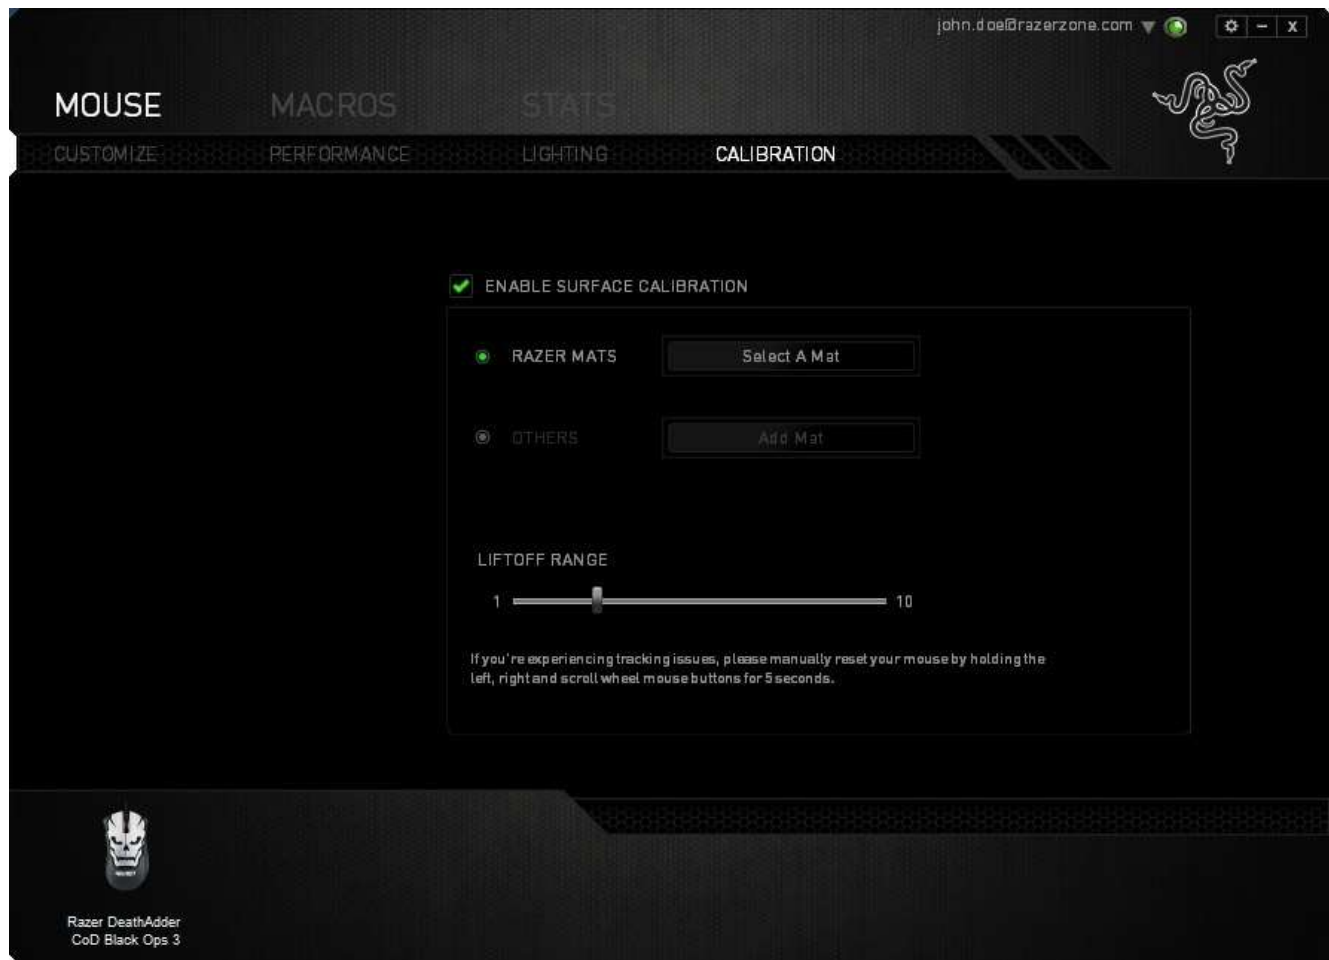 john.doe@razerzone.com
MOUSE MACROS STATS
CUSTOMIZE PERFORMANCE LIGHTING CALIBRATION
ENABLE SURFACE CALIBRATION
RAZER MATS Select A Mat
OTHERS Add Mat
LIFTOFF RANGE
1 10
If you're experiencing tracking issues, please manually reset your mouse by holding the
left, right and scroll wheel mouse buttons for 5 seconds.
Razer DeathAdder
CoD Black Ops 3